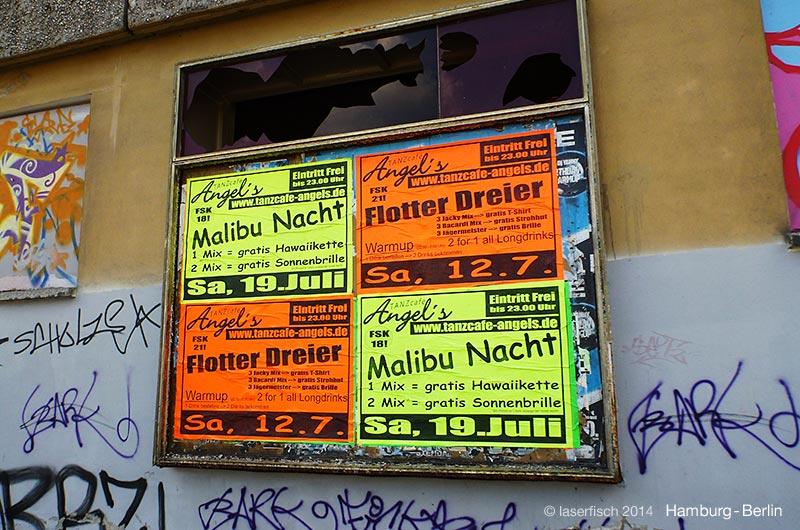 TANZcafe
Angel's
Eintritt Frei
bis 23.00 Uhr
www.tanzcafe-angels.de
FSK
18!
Malibu Nacht
1 Mix = gratis Hawaiikette
2 Mix = gratis Sonnenbrille
Sa, 19.Juli
TANZcafe
Angel's
Eintritt Frei
bis 23.00 Uhr
www.tanzcafe-angels.de
FSK
21!
Flotter Dreier
3 Jacky Mix --> gratis T-Shirt
3 Bacardi Mix --> gratis Strohhut
3 Jägermeister --> gratis Brille
Warmup
2 for 1 all Longdrinks
Sa, 12.7.
TANZcafe
Angel's
Eintritt Frei
bis 23.00 Uhr
www.tanzcafe-angels.de
FSK
21!
Flotter Dreier
3 Jacky Mix --> gratis T-Shirt
3 Bacardi Mix --> gratis Strohhut
3 Jägermeister --> gratis Brille
Warmup
2 for 1 all Longdrinks
Sa, 12.7.
TANZcafe
Angel's
Eintritt Frei
bis 23.00 Uhr
www.tanzcafe-angels.de
FSK
18!
Malibu Nacht
1 Mix = gratis Hawaiikette
2 Mix = gratis Sonnenbrille
Sa, 19.Juli
SCHOLZE
© laserfisch 2014 Hamburg - Berlin